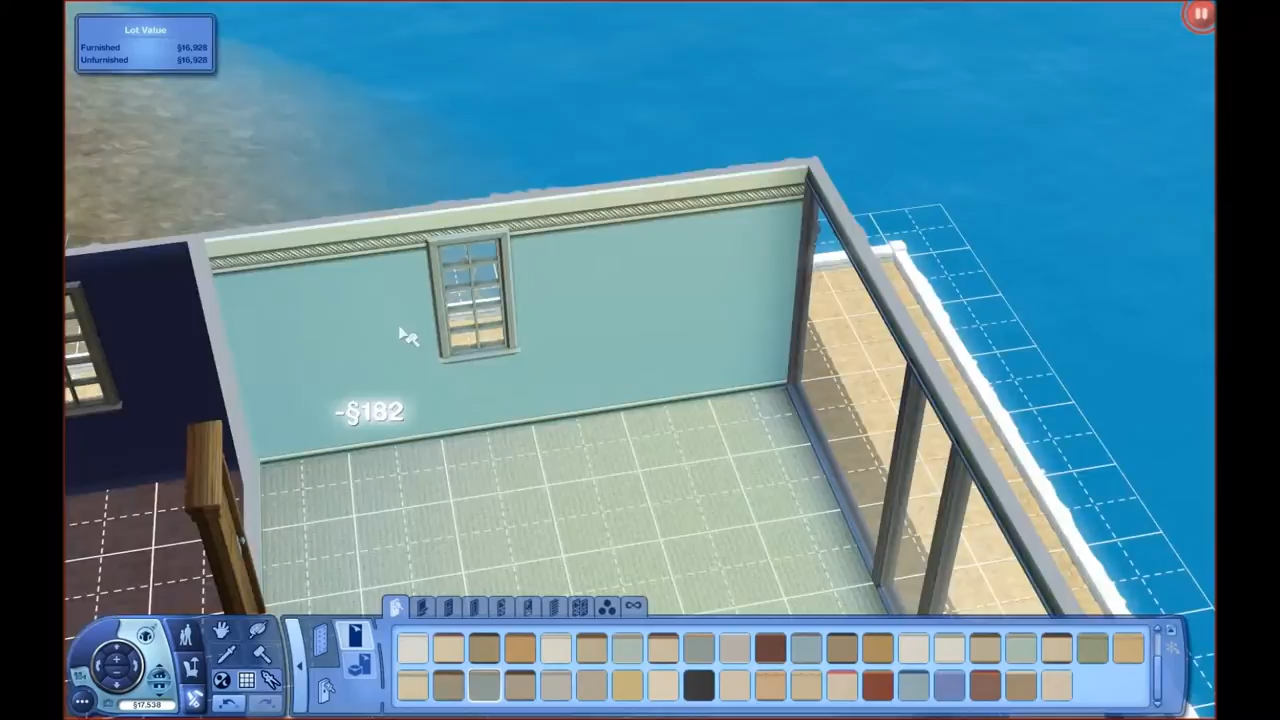 Lot Value
Furnished §16,928
Unfurnished §16,928
-§182
§17,538